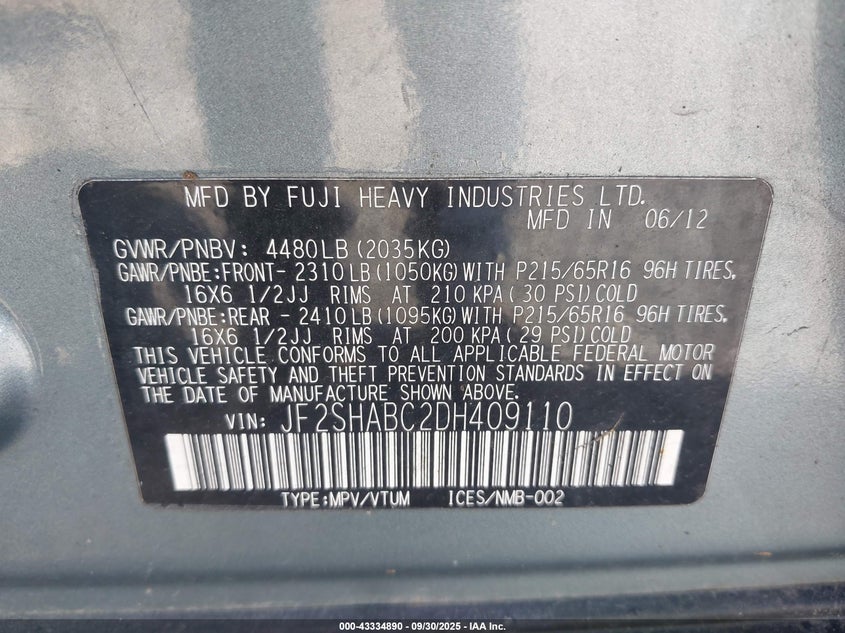 MFD BY FUJI HEAVY INDUSTRIES LTD.
MFD IN 06/12
GVWR/PNBV: 4480LB(2035KG)
GAWR/PNBE:FRONT- 2310LB(1050KG)WITH P215/65R16 96H TIRES,
16X6 1/2JJ RIMS AT 210 KPA(30 PSI)COLD
GAWR/PNBE:REAR - 2410LB(1095KG)WITH P215/65R16 96H TIRES,
16X6 1/2JJ RIMS AT 200 KPA(29 PSI)COLD
THIS VEHICLE CONFORMS TO ALL APPLICABLE FEDERAL MOTOR
VEHICLE SAFETY AND THEFT PREVENTION STANDARDS IN EFFECT ON
THE DATE OF MANUFACTURE SHOWN ABOVE.
VIN: JF2SHABC2DH409110
TYPE:MPV/VTUM ICES/NMB-002
000-43334890 - 09/30/2025 - IAA Inc.